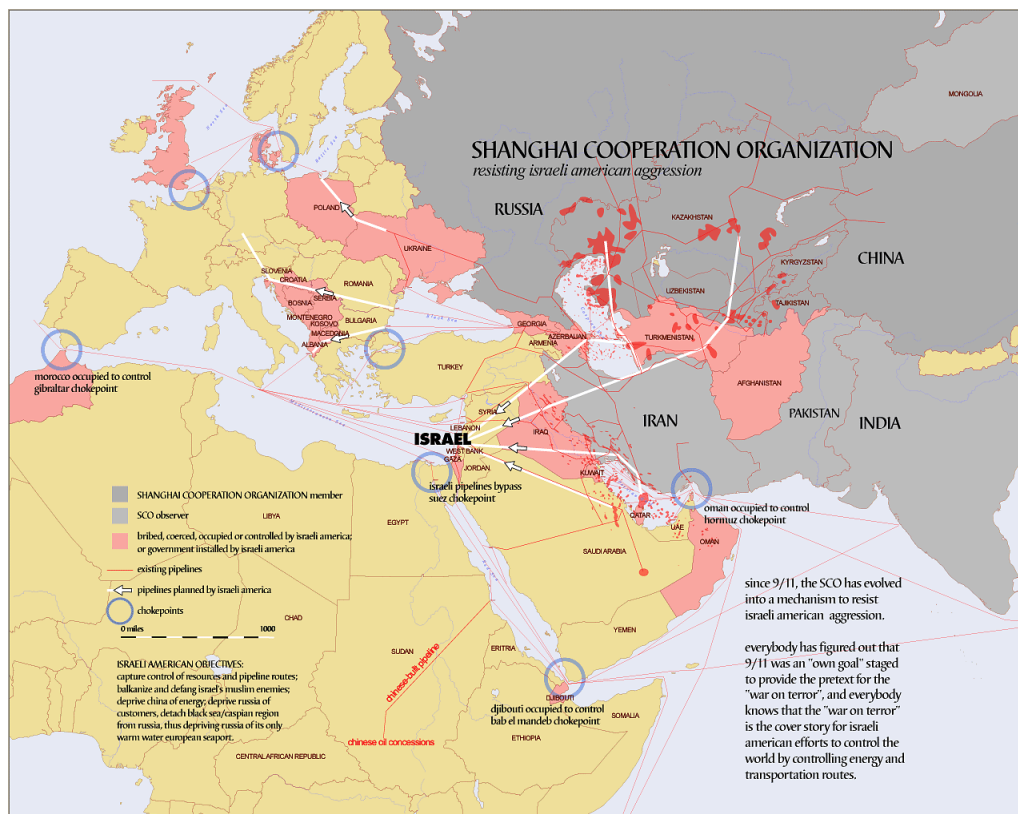 SHANGHAI COOPERATION ORGANIZATION
resisting israeli american aggression
MONGOLIA
North Sea
Baltic Sea
RUSSIA
KAZAKHSTAN
POLAND
UKRAINE
CHINA
KYRGYZSTAN
SLOVENIA
CROATIA
ROMANIA
UZBEKISTAN
BOSNIA
SERBIA
TAJIKISTAN
MONTENEGRO
KOSOVO
BULGARIA
Black Sea
GEORGIA
MACEDONIA
ALBANIA
AZERBAIJAN
ARMENIA
TURKMENISTAN
TURKEY
AFGHANISTAN
morocco occupied to control
gibraltar chokepoint
Mediterranean Sea
SYRIA
LEBANON
IRAQ
IRAN
PAKISTAN
INDIA
ISRAEL
WEST BANK
GAZA
JORDAN
KUWAIT
israeli pipelines bypass
suez chokepoint
oman occupied to control
hormuz chokepoint
QATAR
UAE
OMAN
SHANGHAI COOPERATION ORGANIZATION member
SCO observer
bribed, coerced, occupied or controlled by israeli america;
or government installed by israeli america
existing pipelines
pipelines planned by israeli america
chokepoints
0 miles 1000
LIBYA
EGYPT
SAUDI ARABIA
Red Sea
CHAD
SUDAN
ERITRIA
YEMEN
chinese-built pipeline
DJIBOUTI
djibouti occupied to control
bab el mandeb chokepoint
SOMALIA
ETHIOPIA
chinese oil concessions
CENTRAL AFRICAN REPUBLIC
ISRAELI AMERICAN OBJECTIVES:
capture control of resources and pipeline routes;
balkanize and defang israel's muslim enemies;
deprive china of energy; deprive russia of
customers, detach black sea/caspian region
from russia, thus depriving russia of its only
warm water european seaport.
since 9/11, the SCO has evolved
into a mechanism to resist
israeli american aggression.
everybody has figured out that
9/11 was an "own goal" staged
to provide the pretext for the
"war on terror", and everybody
knows that the "war on terror"
is the cover story for israeli
american efforts to control the
world by controlling energy and
transportation routes.